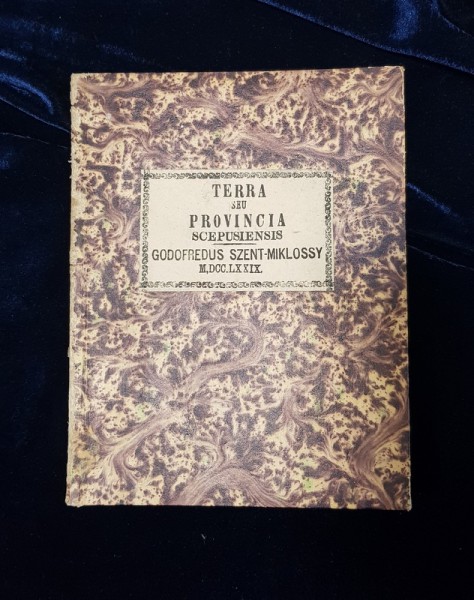 TERRA
SEU
PROVINCIA
SCEPUSIENSIS
GODOFREDUS SZENT-MIKLOSSY
M,DCC.LXXIX.